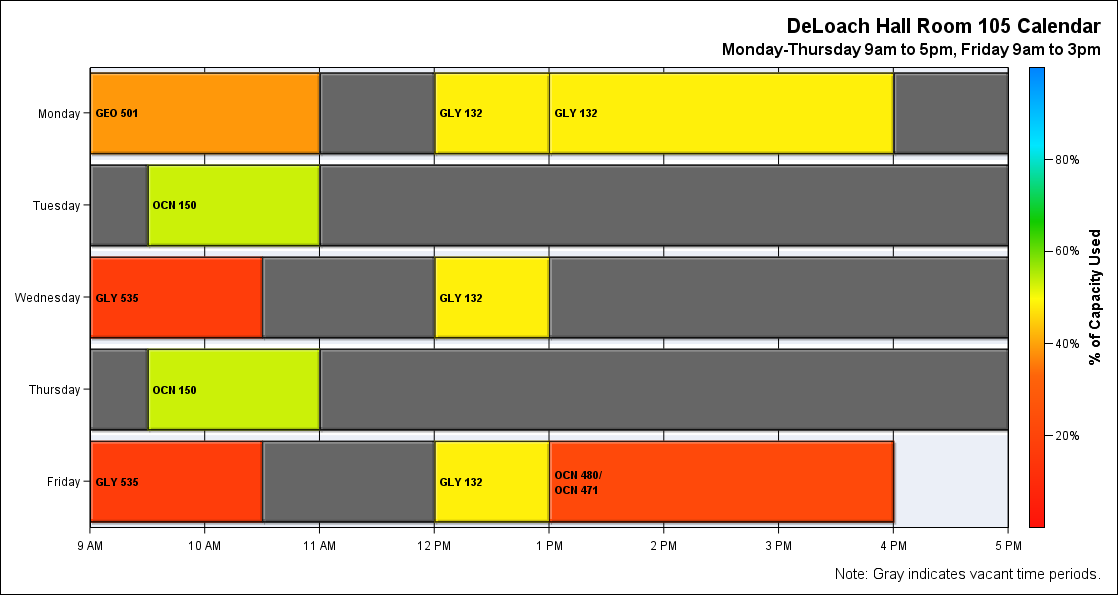 DeLoach Hall Room 105 Calendar
Monday-Thursday 9am to 5pm, Friday 9am to 3pm
Monday
GEO 501
GLY 132
GLY 132
Tuesday
OCN 150
Wednesday
GLY 535
GLY 132
Thursday
OCN 150
Friday
GLY 535
GLY 132
OCN 480/
OCN 471
9 AM
10 AM
11 AM
12 PM
1 PM
2 PM
3 PM
4 PM
5 PM
80%
60%
40%
20%
% of Capacity Used
Note: Gray indicates vacant time periods.